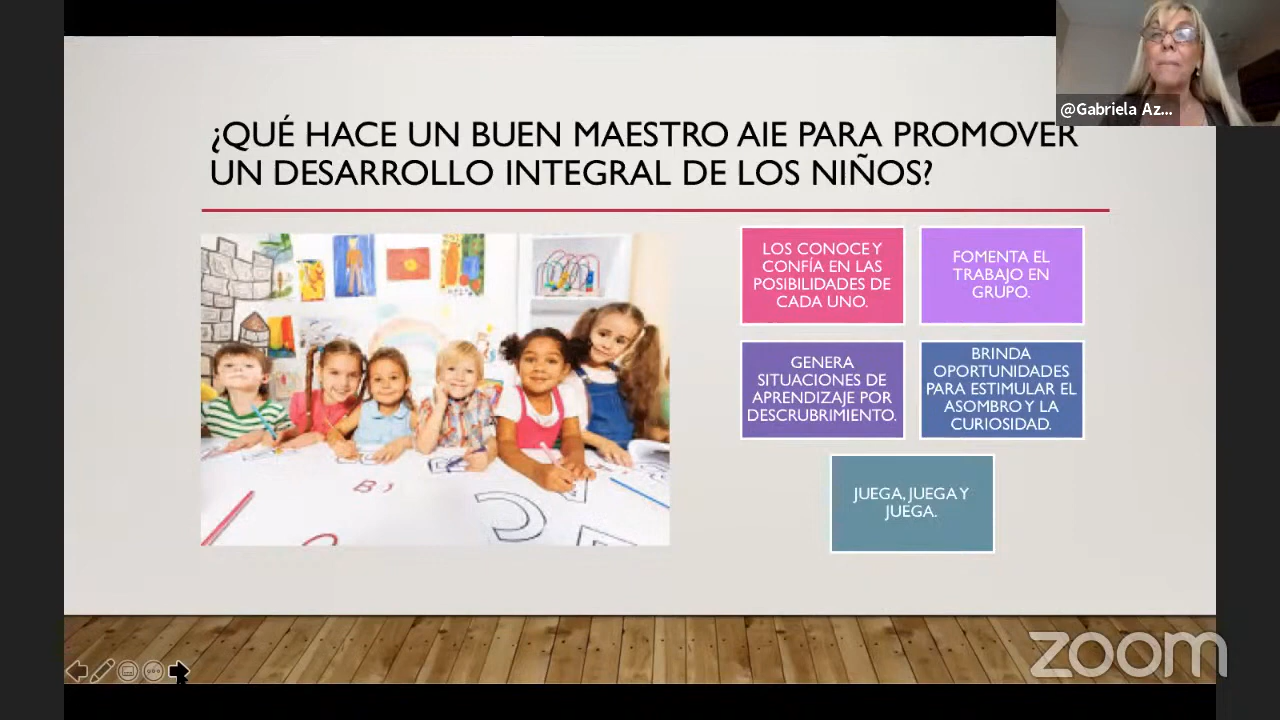 @Gabriela Az...
¿QUÉ HACE UN BUEN MAESTRO AIE PARA PROMOVER
UN DESARROLLO INTEGRAL DE LOS NIÑOS?
LOS CONOCE Y
CONFÍA EN LAS
POSIBILIDADES DE
CADA UNO.
FOMENTA EL
TRABAJO EN
GRUPO.
GENERA
SITUACIONES DE
APRENDIZAJE POR
DESCRUBRIMIENTO.
BRINDA
OPORTUNIDADES
PARA ESTIMULAR EL
ASOMBRO Y LA
CURIOSIDAD.
JUEGA, JUEGA Y
JUEGA.
zoom